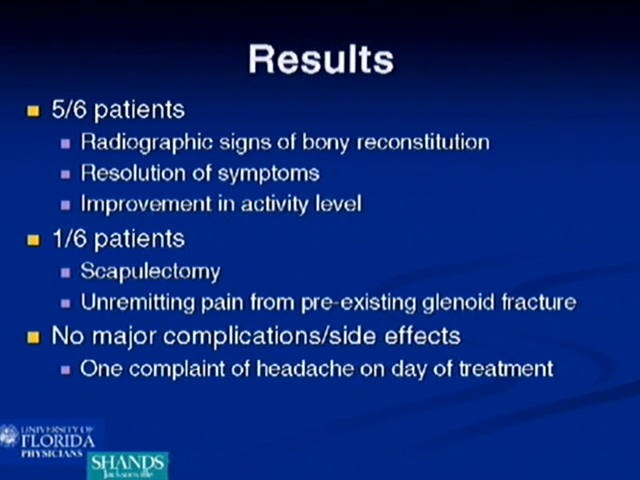 Results
5/6 patients
Radiographic signs of bony reconstitution
Resolution of symptoms
Improvement in activity level
1/6 patients
Scapulectomy
Unremitting pain from pre-existing glenoid fracture
No major complications/side effects
One complaint of headache on day of treatment
UNIVERSITY OF
FLORIDA
PHYSICIANS
SHANDS
Jacksonville